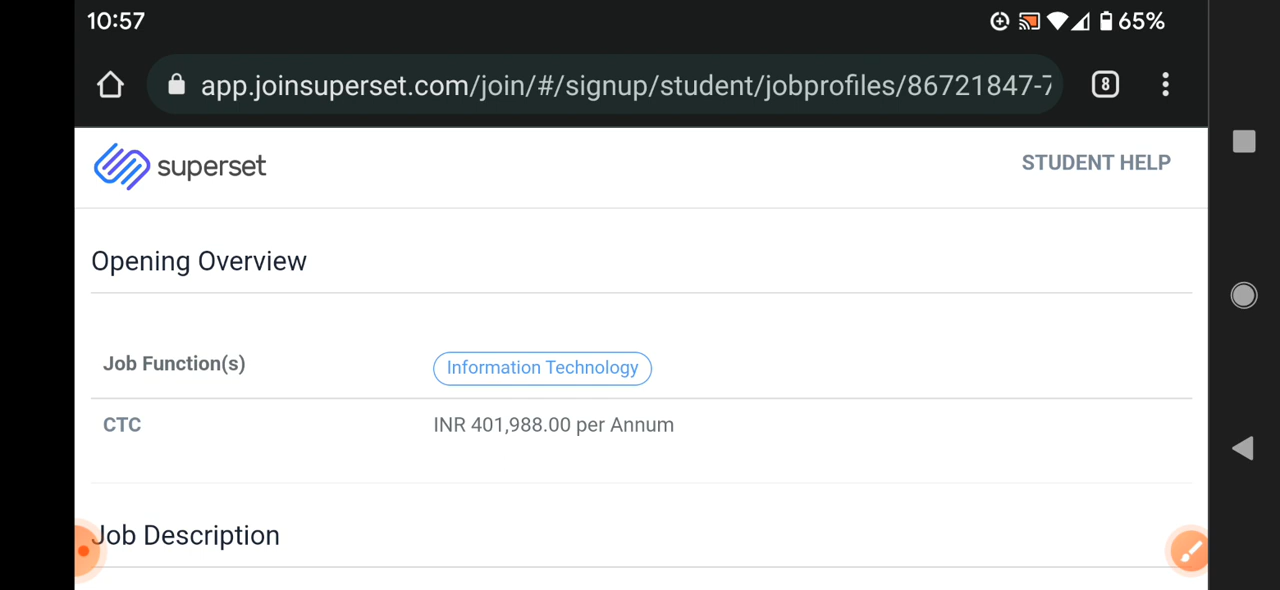 10:57
65%
app.joinsuperset.com/join/#/signup/student/jobprofiles/86721847-7
8
superset
STUDENT HELP
Opening Overview
Job Function(s)
Information Technology
CTC
INR 401,988.00 per Annum
Job Description